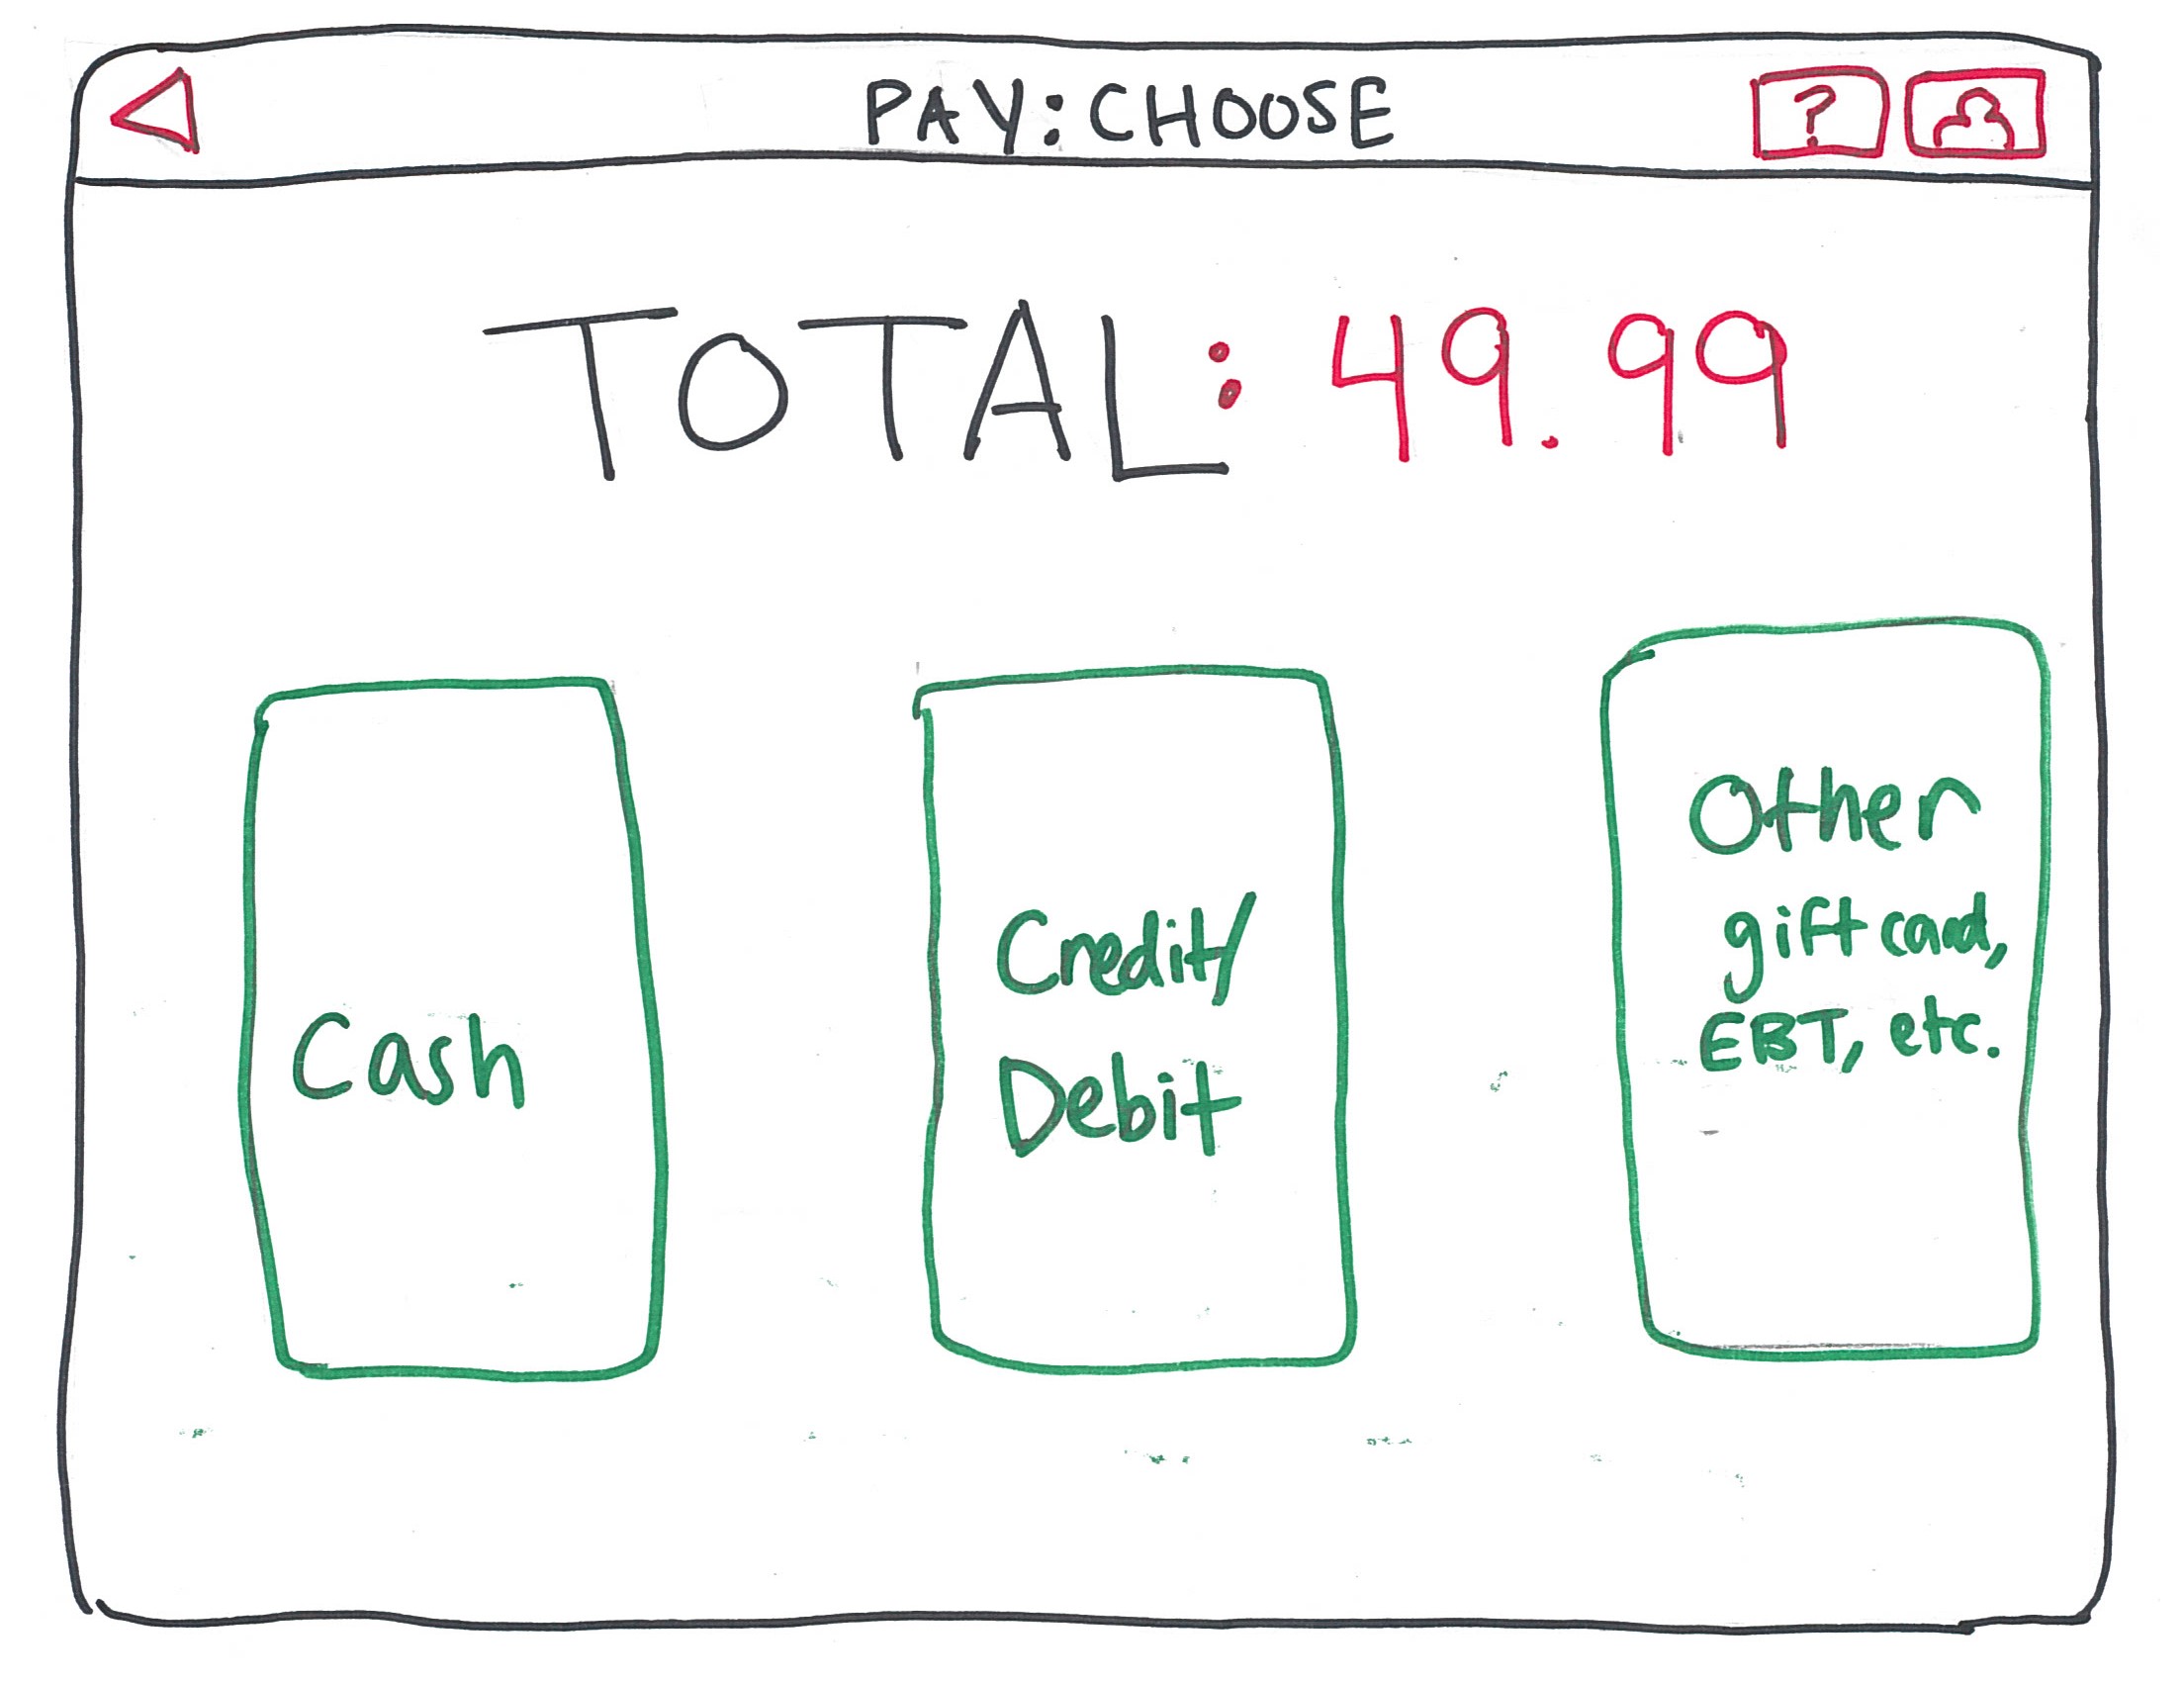 PAY: CHOOSE
?
TOTAL: 49.99
Cash
Credit/
Debit
Other
gift card,
EBT, etc.